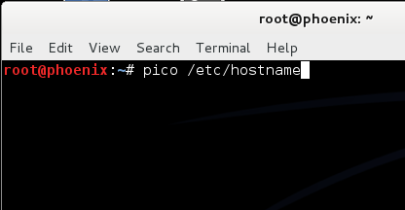 root@phoenix: ~
File Edit View Search Terminal Help
root@phoenix:~# pico /etc/hostname